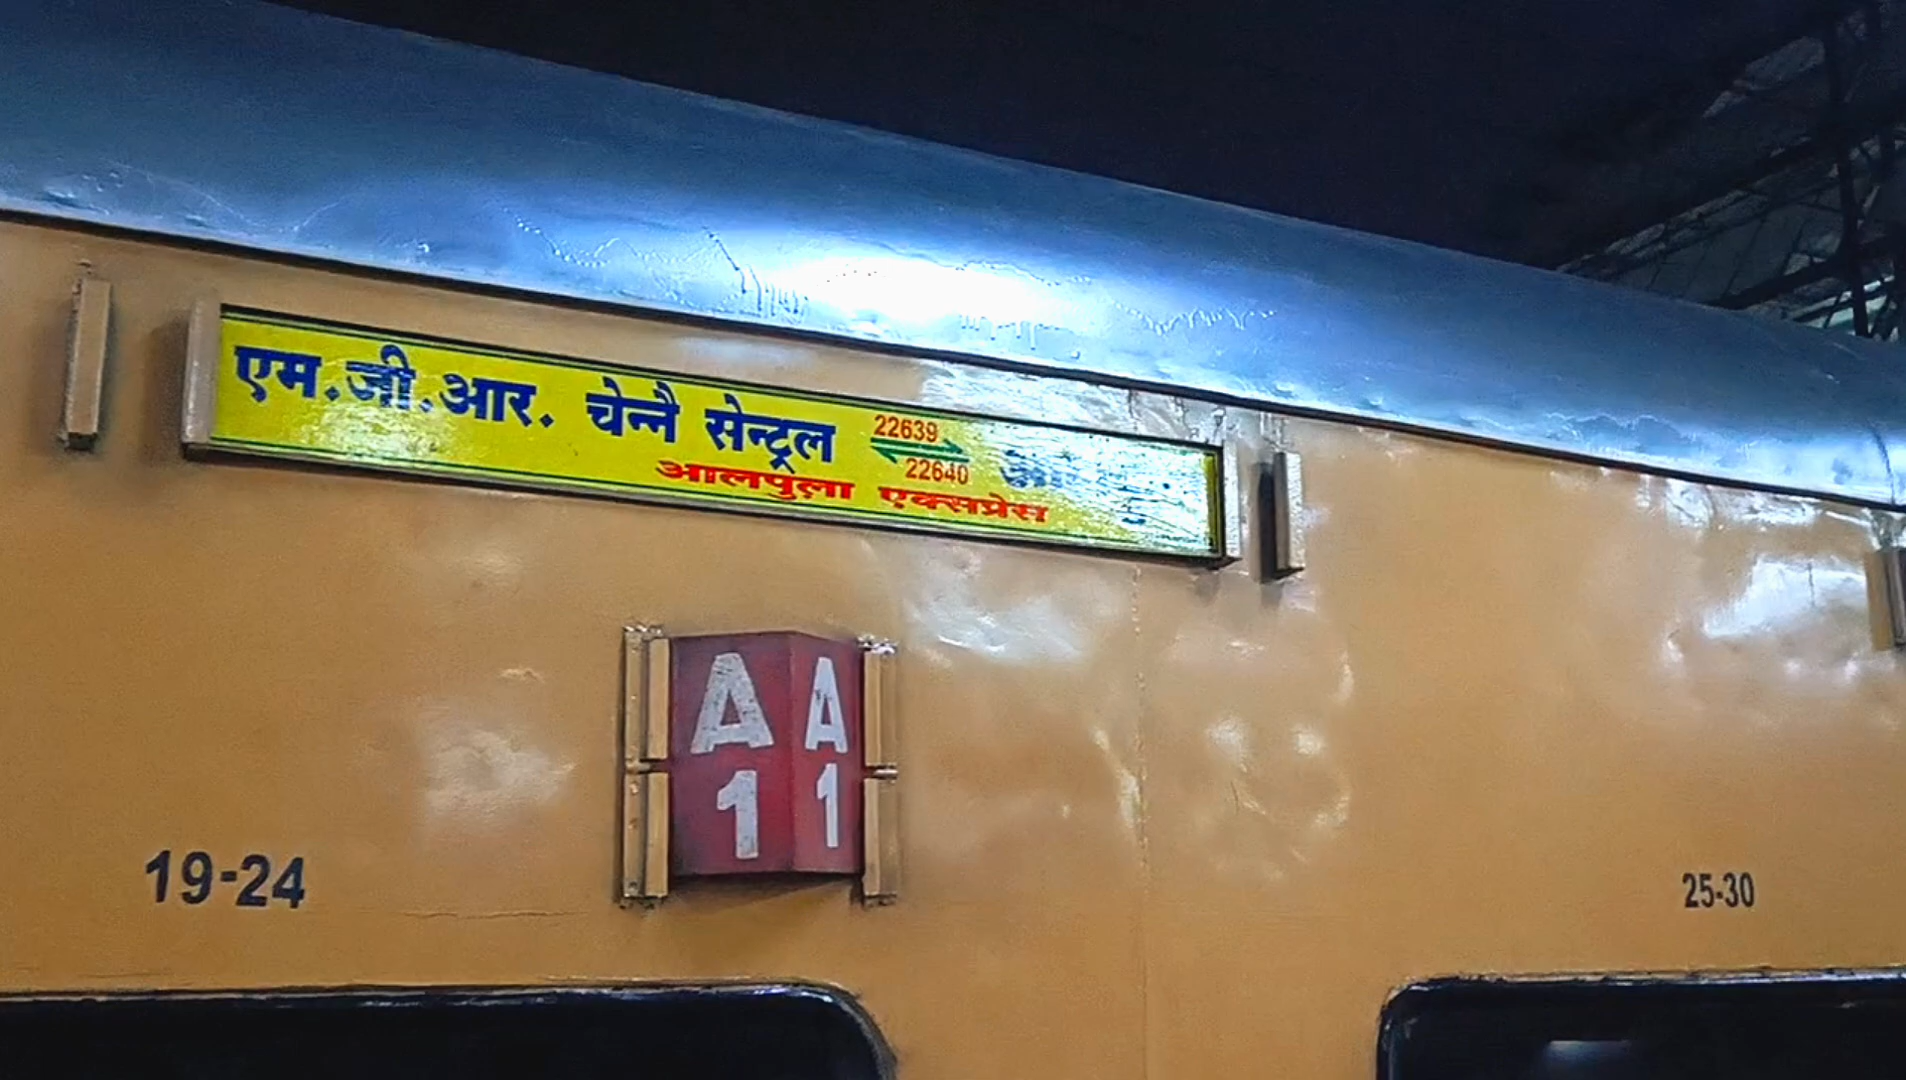 एम.जी.आर. चेन्नै सेन्ट्रल
22639
22640
आलपुला एक्सप्रेस
A A
1 1
19-24
25-30